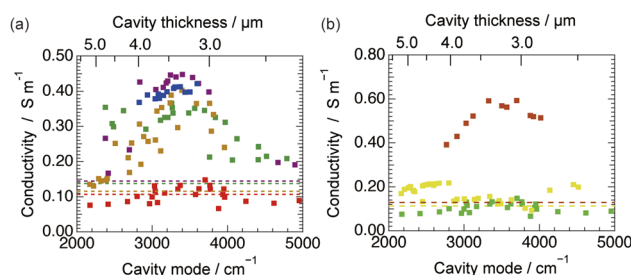 (a)
Cavity thickness / μm
5.0 4.0 3.0
0.50
0.40
0.30
0.20
0.10
0.00
Conductivity / S m⁻¹
2000 3000 4000 5000
Cavity mode / cm⁻¹
(b)
Cavity thickness / μm
5.0 4.0 3.0
0.80
0.60
0.40
0.20
0.00
Conductivity / S m⁻¹
2000 3000 4000 5000
Cavity mode / cm⁻¹